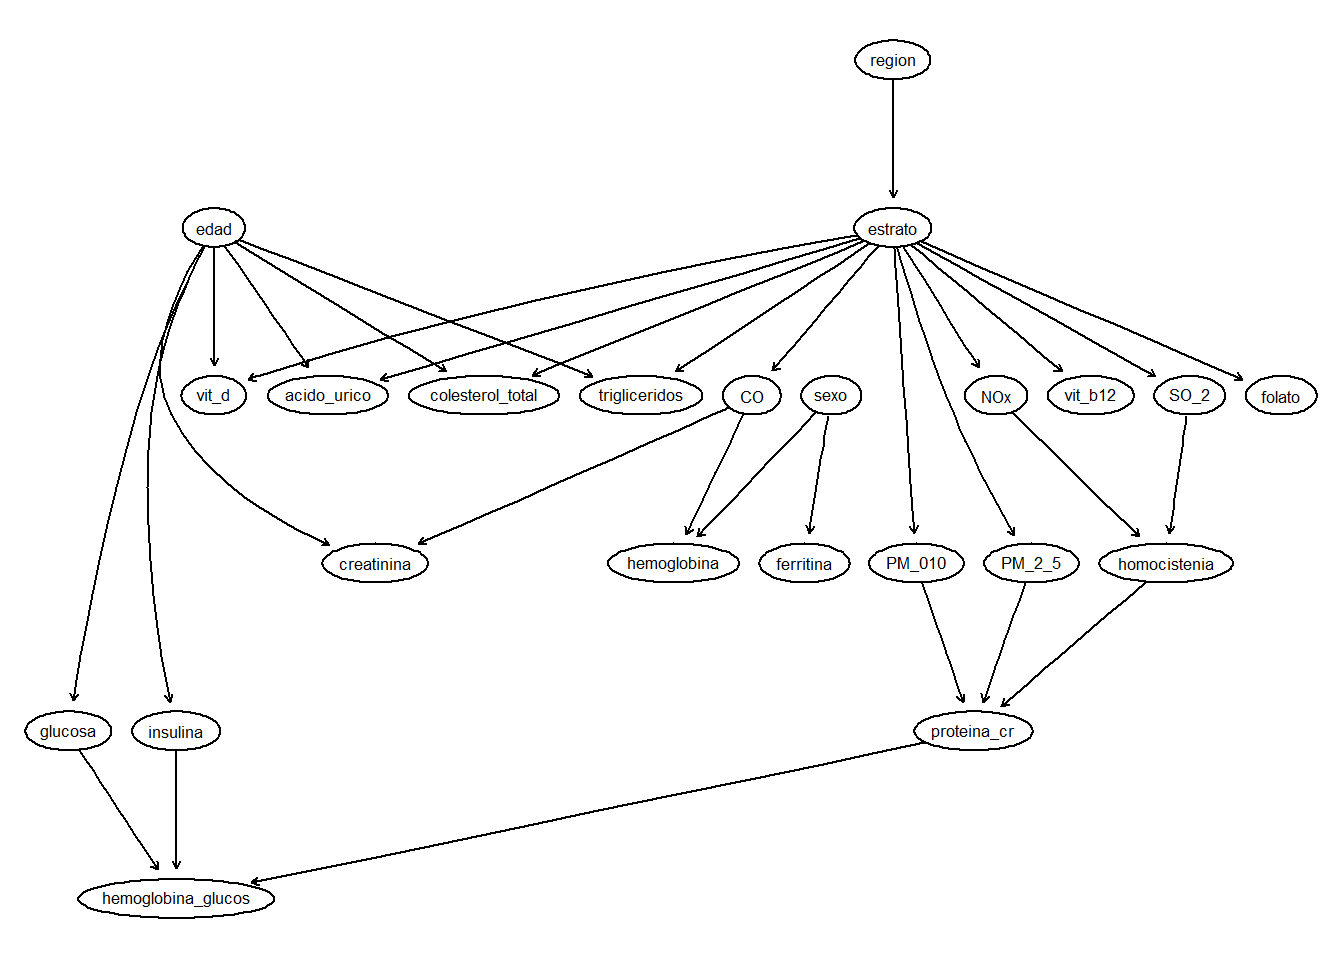 region
edad
estrato
vit_d
acido_urico
colesterol_total
trigliceridos
CO
sexo
NOx
vit_b12
SO_2
folato
creatinina
hemoglobina
ferritina
PM_010
PM_2_5
homocistenia
glucosa
insulina
proteina_cr
hemoglobina_glucos